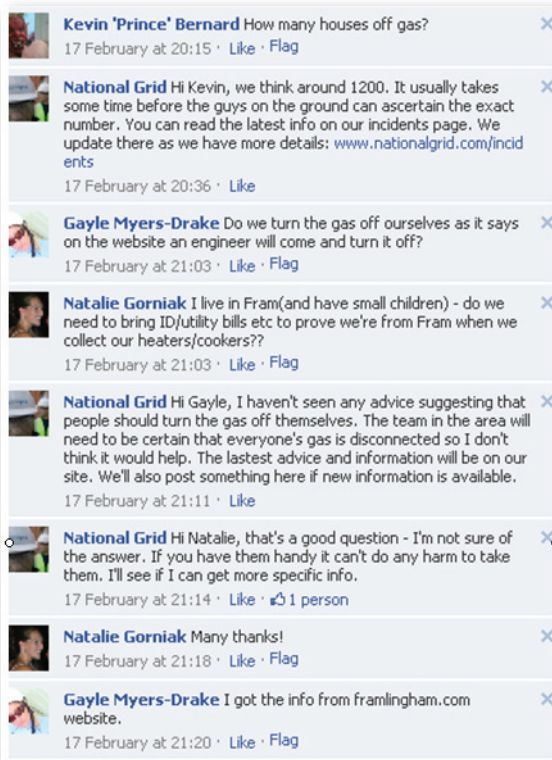 Kevin 'Prince' Bernard How many houses off gas?
17 February at 20:15 · Like · Flag
National Grid Hi Kevin, we think around 1200. It usually takes
some time before the guys on the ground can ascertain the exact
number. You can read the latest info on our incidents page. We
update there as we have more details: www.nationalgrid.com/incid
ents
17 February at 20:36 · Like
Gayle Myers-Drake Do we turn the gas off ourselves as it says
on the website an engineer will come and turn it off?
17 February at 21:03 · Like · Flag
Natalie Gorniak I live in Fram(and have small children) - do we
need to bring ID/utility bills etc to prove we're from Fram when we
collect our heaters/cookers??
17 February at 21:03 · Like · Flag
National Grid Hi Gayle, I haven't seen any advice suggesting that
people should turn the gas off themselves. The team in the area will
need to be certain that everyone's gas is disconnected so I don't
think it would help. The lastest advice and information will be on our
site. We'll also post something here if new information is available.
17 February at 21:11 · Like
National Grid Hi Natalie, that's a good question - I'm not sure of
the answer. If you have them handy it can't do any harm to take
them. I'll see if I can get more specific info.
17 February at 21:14 · Like · 1 person
Natalie Gorniak Many thanks!
17 February at 21:18 · Like · Flag
Gayle Myers-Drake I got the info from framlingham.com
website.
17 February at 21:20 · Like · Flag